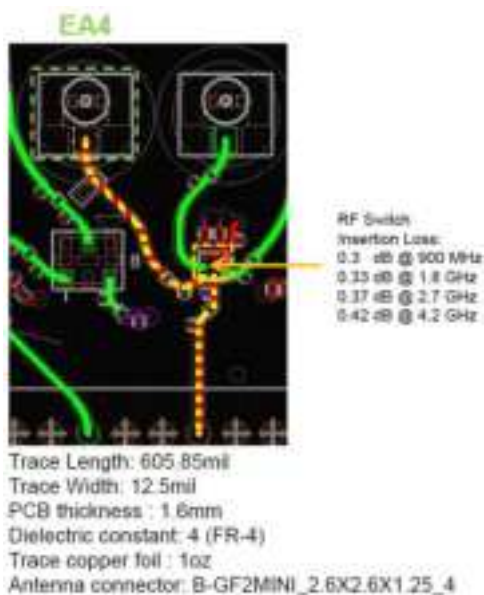 EA4
RF Switch
Insertion Loss:
0.3 dB @ 900 MHz
0.33 dB @ 1.8 GHz
0.37 dB @ 2.7 GHz
0.42 dB @ 4.2 GHz
Trace Length: 605.85mil
Trace Width: 12.5mil
PCB thickness : 1.6mm
Dielectric constant: 4 (FR-4)
Trace copper foil : 1oz
Antenna connector: B-GF2MINI_2.6X2.6X1.25_4